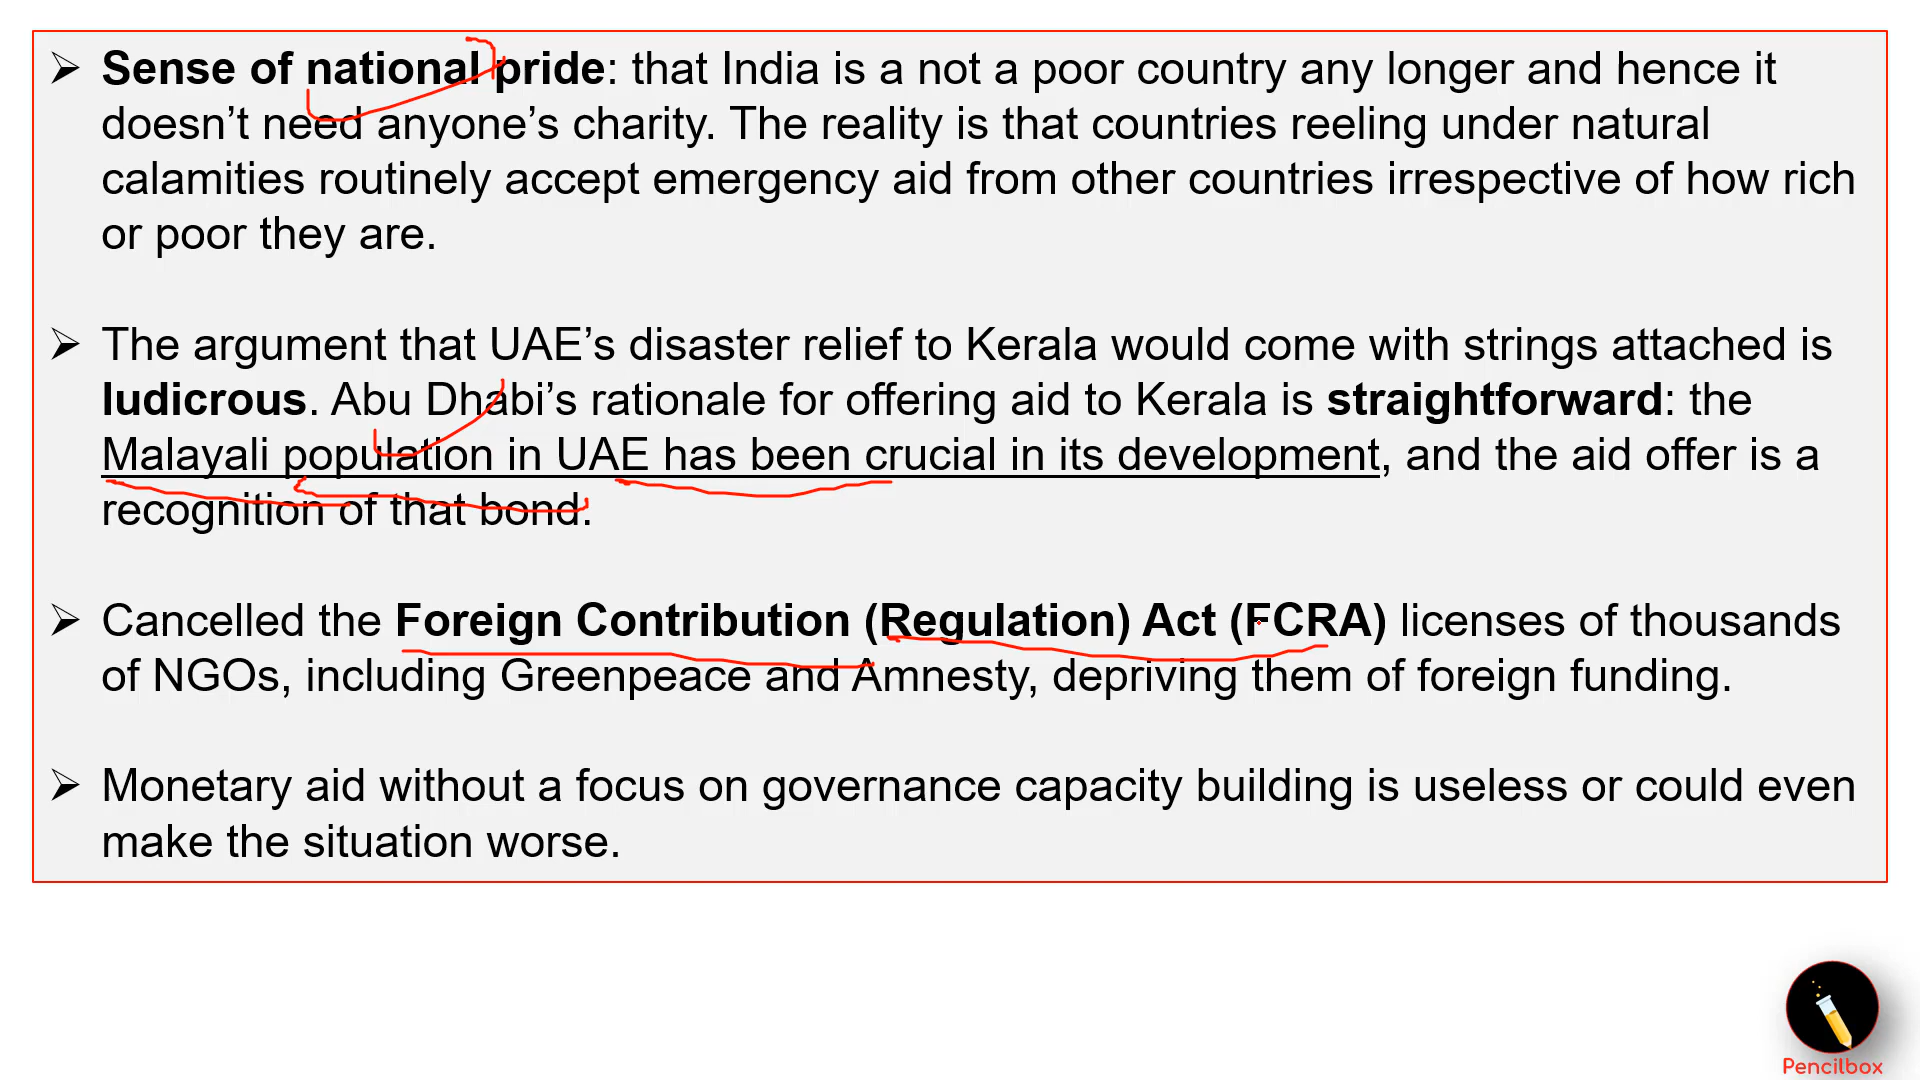 ➢ Sense of national pride: that India is a not a poor country any longer and hence it
doesn’t need anyone’s charity. The reality is that countries reeling under natural
calamities routinely accept emergency aid from other countries irrespective of how rich
or poor they are.
➢ The argument that UAE’s disaster relief to Kerala would come with strings attached is
ludicrous. Abu Dhabi’s rationale for offering aid to Kerala is straightforward: the
Malayali population in UAE has been crucial in its development, and the aid offer is a
recognition of that bond.
➢ Cancelled the Foreign Contribution (Regulation) Act (FCRA) licenses of thousands
of NGOs, including Greenpeace and Amnesty, depriving them of foreign funding.
➢ Monetary aid without a focus on governance capacity building is useless or could even
make the situation worse.
Pencilbox